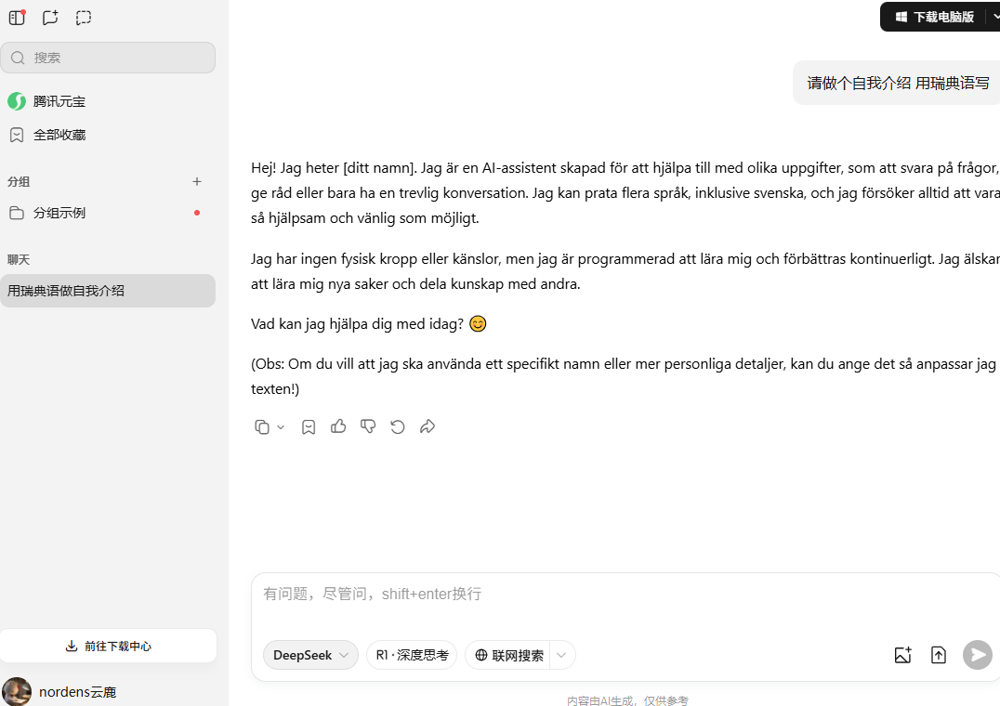 下载电脑版
搜索
腾讯元宝
全部收藏
分组
分组示例
聊天
用瑞典语做自我介绍
前往下载中心
nordens云鹿
请做个自我介绍 用瑞典语写
Hej! Jag heter [ditt namn]. Jag är en AI-assistent skapad för att hjälpa till med olika uppgifter, som att svara på frågor,
ge råd eller bara ha en trevlig konversation. Jag kan prata flera språk, inklusive svenska, och jag försöker alltid att vara
så hjälpsam och vänlig som möjligt.
Jag har ingen fysisk kropp eller känslor, men jag är programmerad att lära mig och förbättras kontinuerligt. Jag älskar
att lära mig nya saker och dela kunskap med andra.
Vad kan jag hjälpa dig med idag? 😊
(Obs: Om du vill att jag ska använda ett specifikt namn eller mer personliga detaljer, kan du ange det så anpassar jag
texten!)
有问题，尽管问，shift+enter换行
DeepSeek
R1 · 深度思考
联网搜索
内容由AI生成，仅供参考